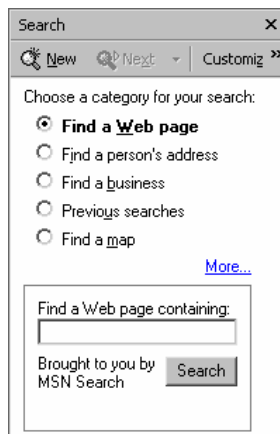 Search
New Next Customiz
Choose a category for your search:
Find a Web page
Find a person's address
Find a business
Previous searches
Find a map
More...
Find a Web page containing:
Brought to you by
MSN Search
Search